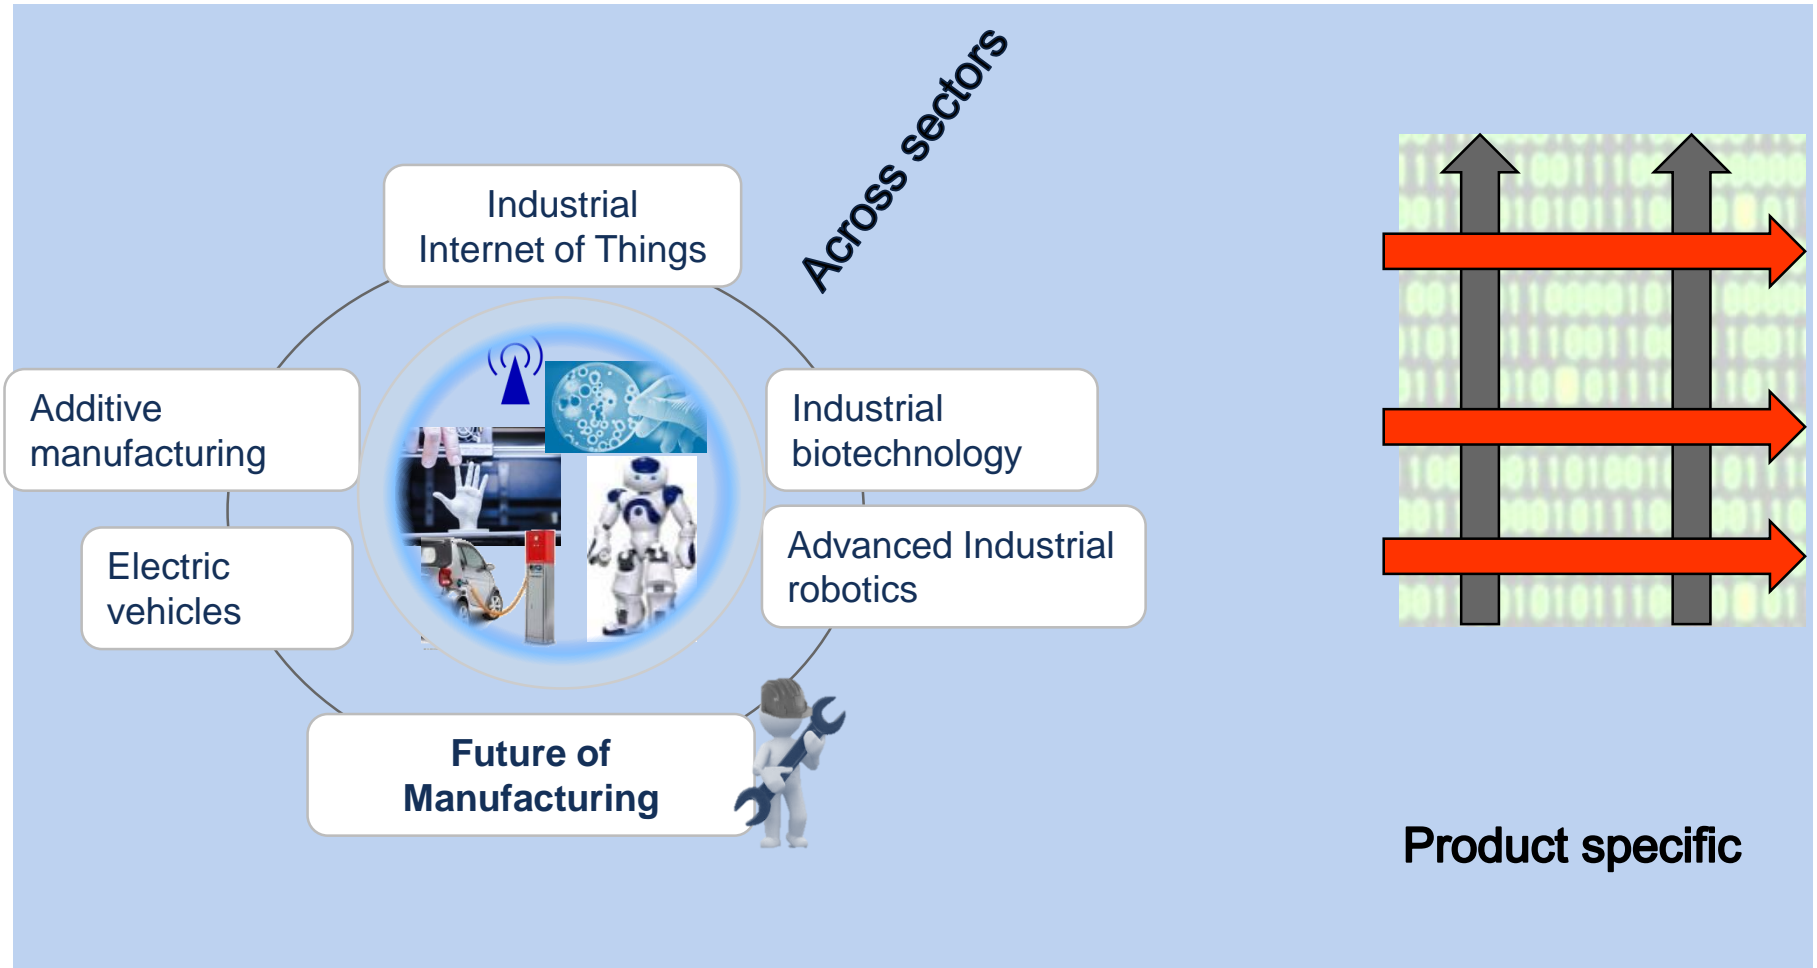 Across sectors
Industrial
Internet of Things
Additive
manufacturing
Industrial
biotechnology
Electric
vehicles
Advanced Industrial
robotics
Future of
Manufacturing
Product specific